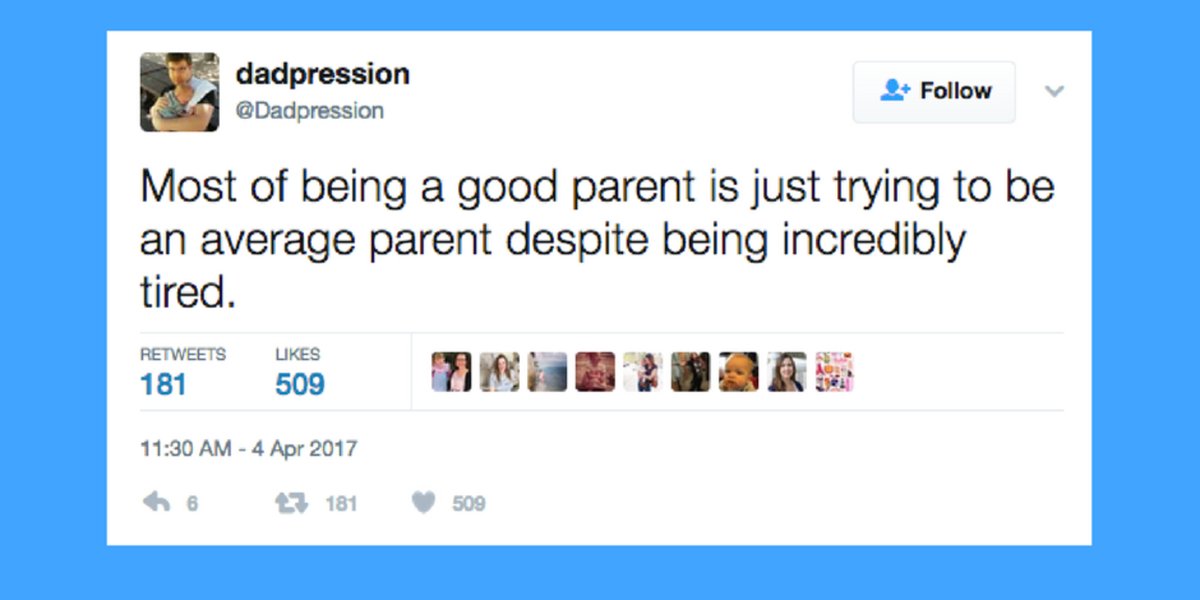 dadpression
@Dadpression
Follow
Most of being a good parent is just trying to be
an average parent despite being incredibly
tired.
RETWEETS LIKES
181 509
11:30 AM - 4 Apr 2017
6 181 509